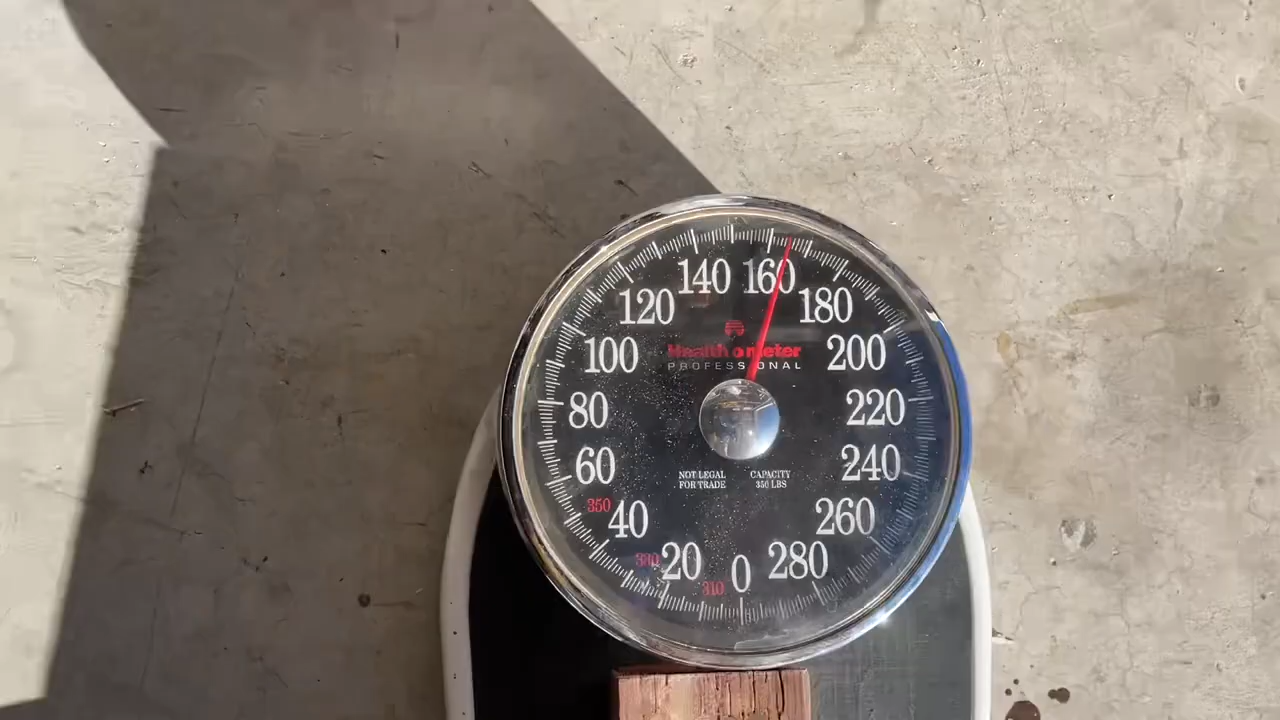 140 160
120 180
Health o meter
PROFESSIONAL
100 200
80 220
60 240
NOT LEGAL FOR TRADE
CAPACITY 350 LBS
350
40 260
330
20 280
310
0